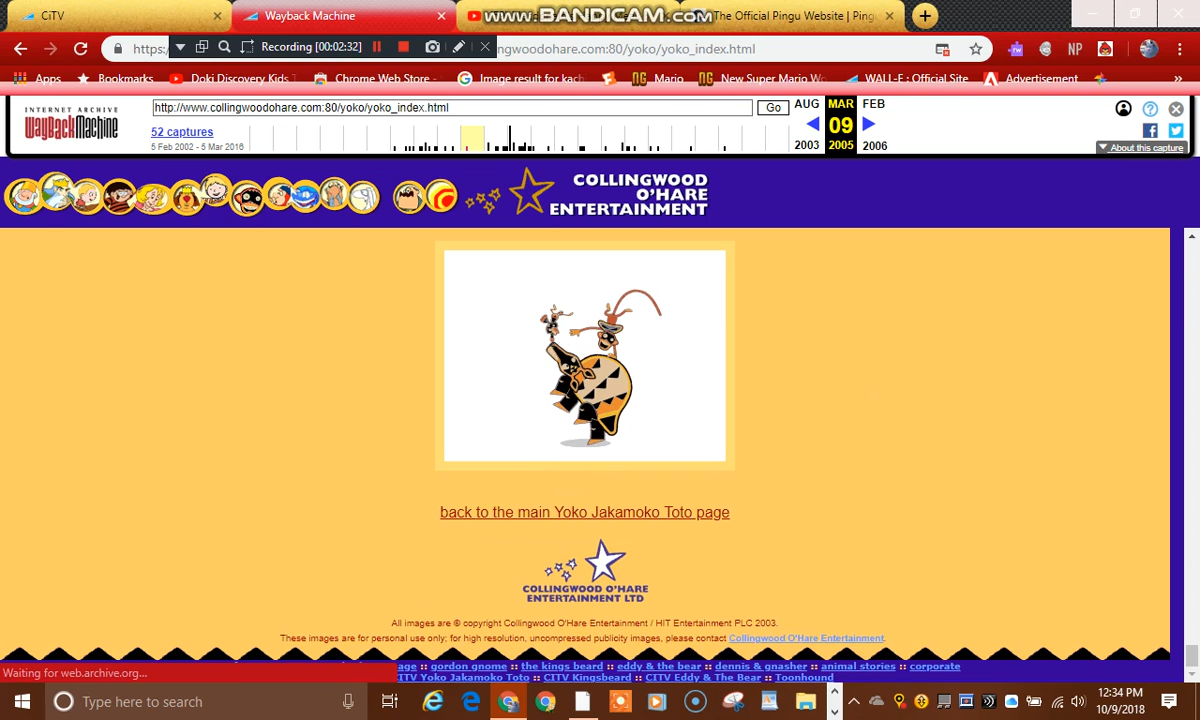 CiTV
Wayback Machine
www.BANDICAM.com
The Official Pingu Website | Ping
https:
Recording [00:02:32]
ngwoodohare.com:80/yoko/yoko_index.html
NP
Apps
Bookmarks
Doki Discovery Kids
Chrome Web Store -
Image result for kach
Mario
New Super Mario Wo
WALL-E : Official Site
Advertisement
INTERNET ARCHIVE
WayBackMachine
http://www.collingwoodohare.com:80/yoko/yoko_index.html
Go
AUG MAR FEB
52 captures
09
5 Feb 2002 - 5 Mar 2016
2003 2005 2006
About this capture
COLLINGWOOD
O'HARE
ENTERTAINMENT
back to the main Yoko Jakamoko Toto page
COLLINGWOOD O'HARE
ENTERTAINMENT LTD
All images are © copyright Collingwood O'Hare Entertainment / HIT Entertainment PLC 2003.
These images are for personal use only; for high resolution, uncompressed publicity images, please contact Collingwood O'Hare Entertainment.
age :: gordon gnome :: the kings beard :: eddy & the bear :: dennis & gnasher :: animal stories :: corporate
Waiting for web.archive.org...
CITV Yoko Jakamoko Toto :: CITV Kingsbeard :: CITV Eddy & The Bear :: Toonhound
Type here to search
12:34 PM
10/9/2018